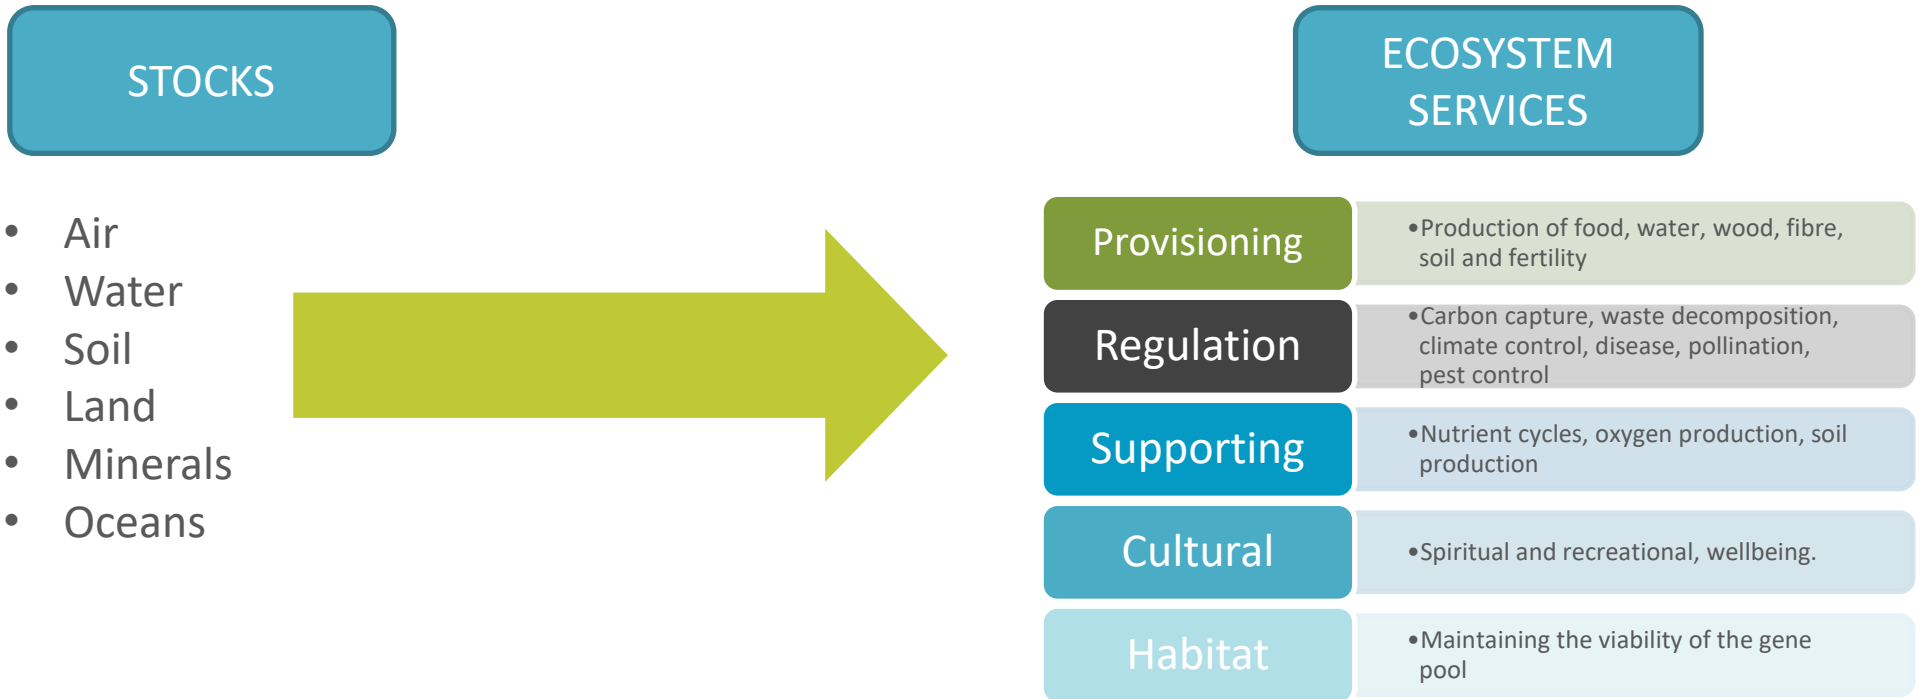 STOCKS
• Air
• Water
• Soil
• Land
• Minerals
• Oceans
ECOSYSTEM
SERVICES
Provisioning
•Production of food, water, wood, fibre,
soil and fertility
Regulation
•Carbon capture, waste decomposition,
climate control, disease, pollination,
pest control
Supporting
•Nutrient cycles, oxygen production, soil
production
Cultural
•Spiritual and recreational, wellbeing.
Habitat
•Maintaining the viability of the gene
pool